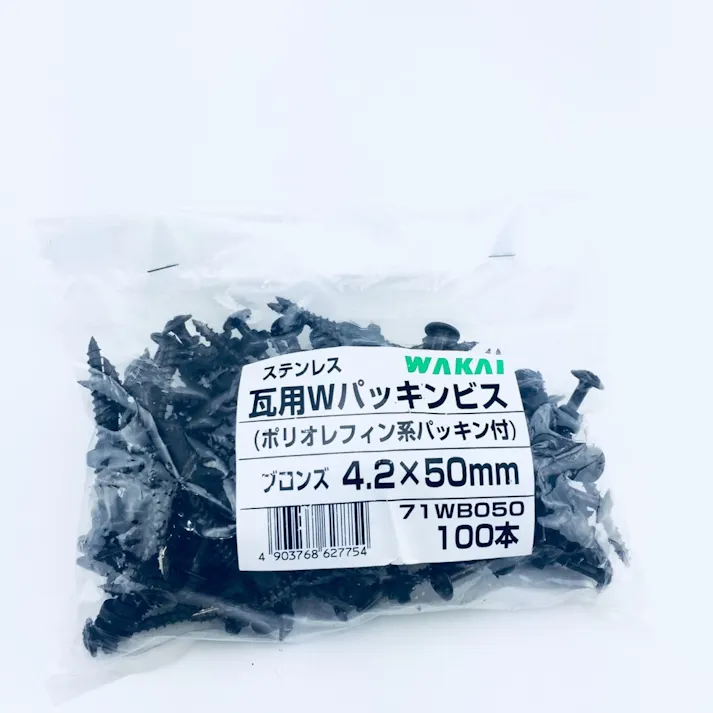 ステンレス WAKAI
瓦用Wパッキンビス
(ポリオレフィン系パッキン付)
ブロンズ 4.2×50mm
71WB050
100本
4 903768 627754